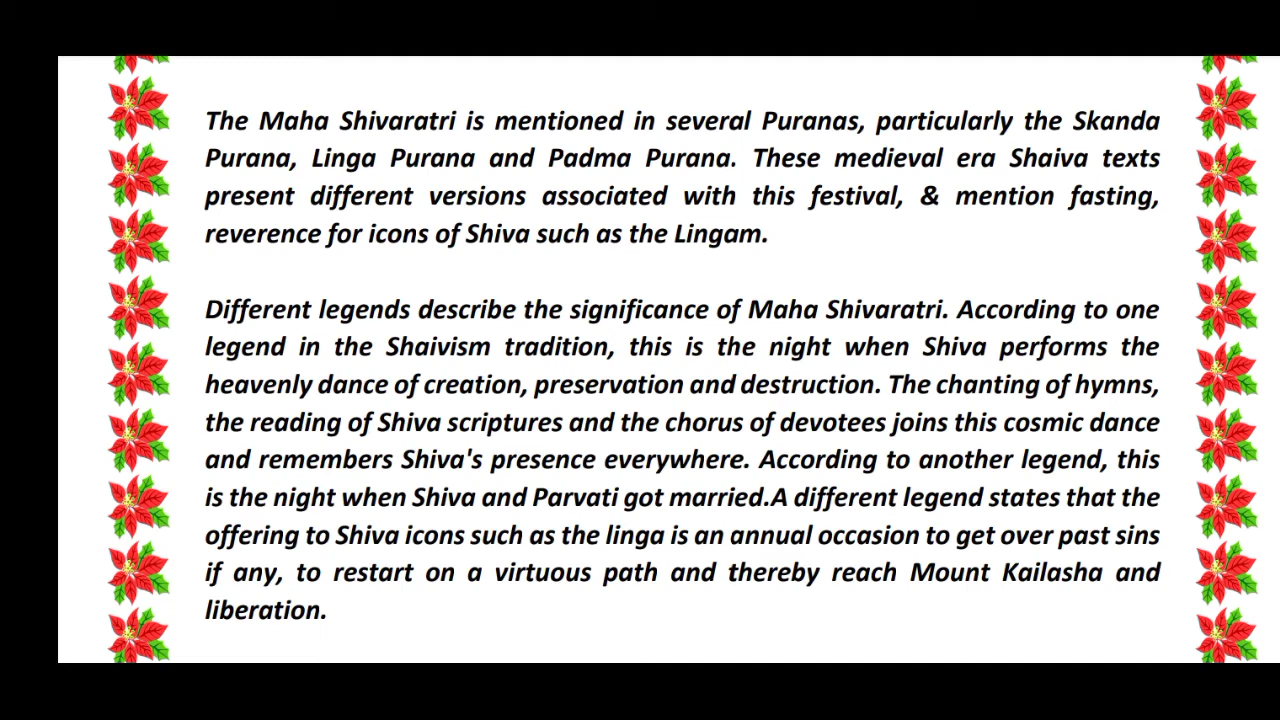 The Maha Shivaratri is mentioned in several Puranas, particularly the Skanda
Purana, Linga Purana and Padma Purana. These medieval era Shaiva texts
present different versions associated with this festival, & mention fasting,
reverence for icons of Shiva such as the Lingam.
Different legends describe the significance of Maha Shivaratri. According to one
legend in the Shaivism tradition, this is the night when Shiva performs the
heavenly dance of creation, preservation and destruction. The chanting of hymns,
the reading of Shiva scriptures and the chorus of devotees joins this cosmic dance
and remembers Shiva's presence everywhere. According to another legend, this
is the night when Shiva and Parvati got married.A different legend states that the
offering to Shiva icons such as the linga is an annual occasion to get over past sins
if any, to restart on a virtuous path and thereby reach Mount Kailasha and
liberation.